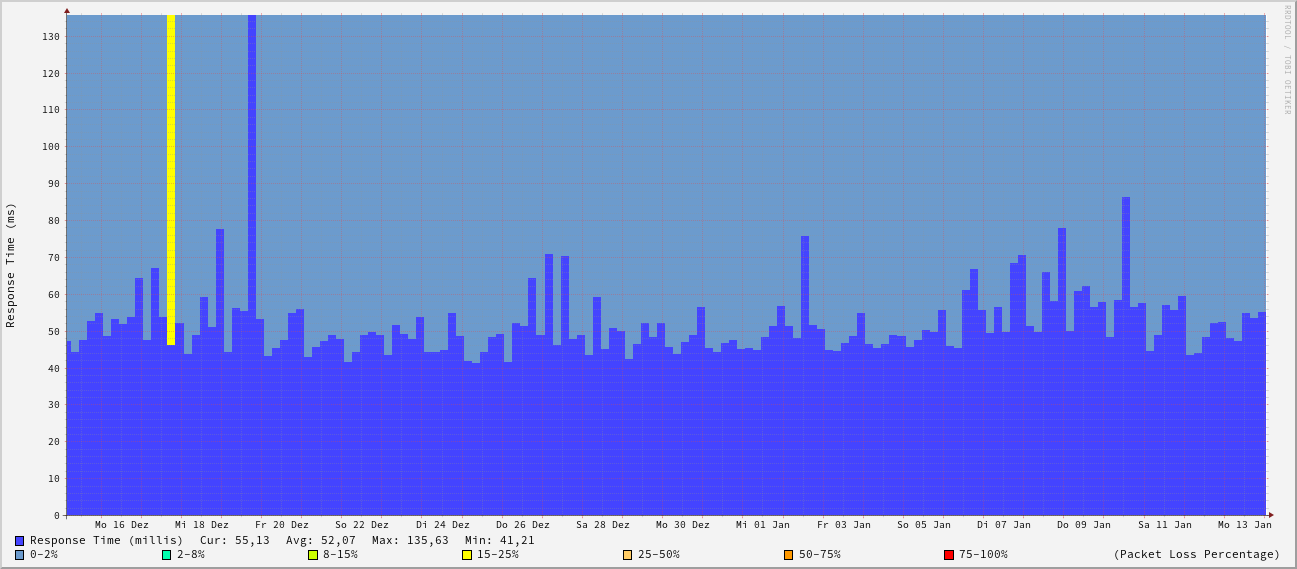 RRDTOOL / TOBI OETIKER
Response Time (ms)
130
120
110
100
90
80
70
60
50
40
30
20
10
0
Mo 16 Dez Mi 18 Dez Fr 20 Dez So 22 Dez Di 24 Dez Do 26 Dez Sa 28 Dez Mo 30 Dez Mi 01 Jan Fr 03 Jan So 05 Jan Di 07 Jan Do 09 Jan Sa 11 Jan Mo 13 Jan
Response Time (millis) Cur: 55,13 Avg: 52,07 Max: 135,63 Min: 41,21
0-2% 2-8% 8-15% 15-25% 25-50% 50-75% 75-100% (Packet Loss Percentage)